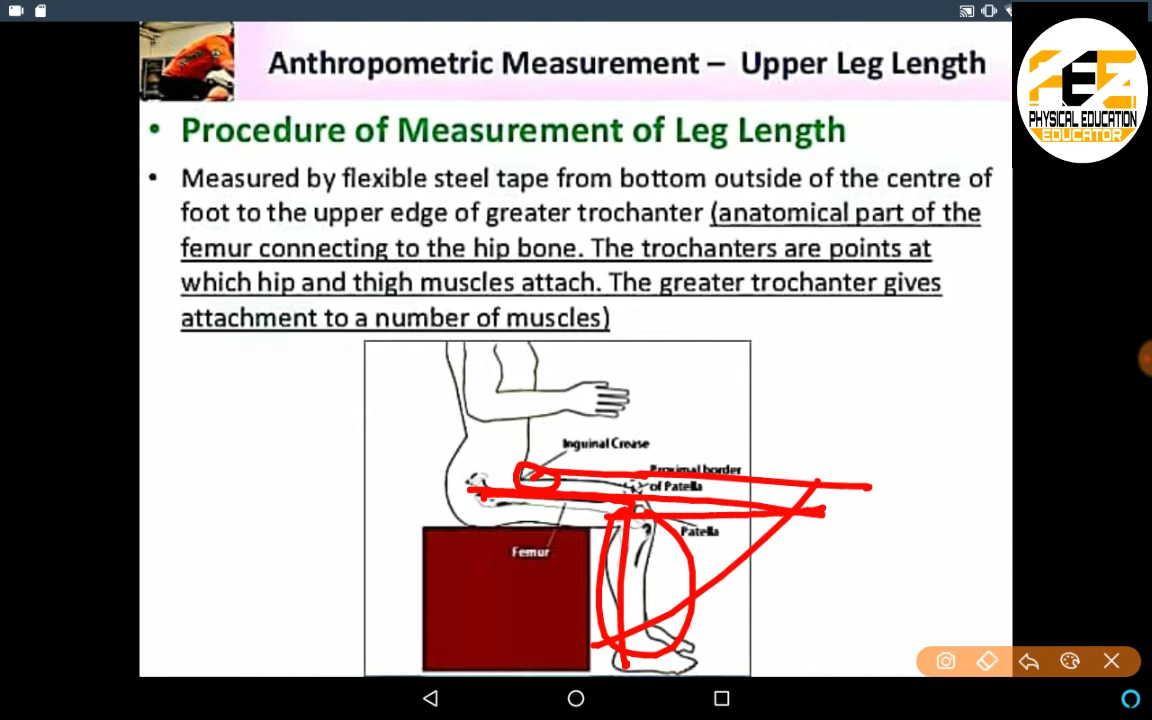 Anthropometric Measurement – Upper Leg Length
FEZ
PHYSICAL EDUCATION
EDUCATOR
• Procedure of Measurement of Leg Length
• Measured by flexible steel tape from bottom outside of the centre of
foot to the upper edge of greater trochanter (anatomical part of the
femur connecting to the hip bone. The trochanters are points at
which hip and thigh muscles attach. The greater trochanter gives
attachment to a number of muscles)
Inguinal Crease
Proximal border
of Patella
Patella
Femur